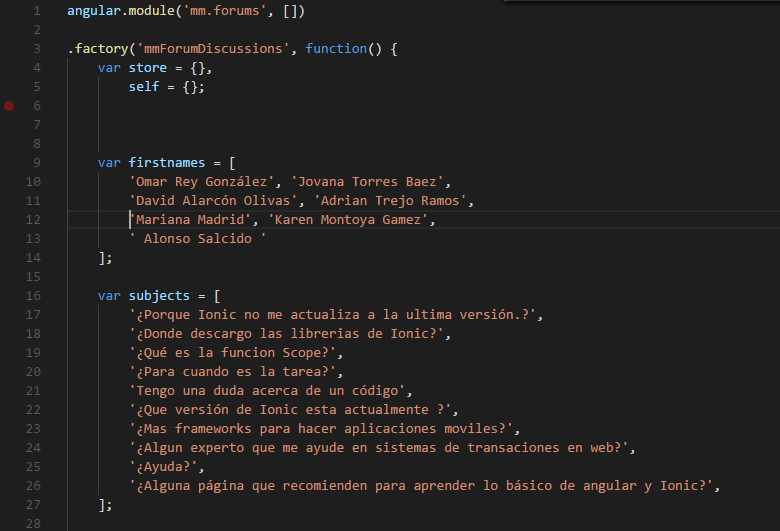 1 angular.module('mm.forums', [])
2
3 .factory('mmForumDiscussions', function() {
4 var store = {},
5 self = {};
6
7
8
9 var firstnames = [
10 'Omar Rey González', 'Jovana Torres Baez',
11 'David Alarcón Olivas', 'Adrian Trejo Ramos',
12 'Mariana Madrid', 'Karen Montoya Gamez',
13 ' Alonso Salcido '
14 ];
15
16 var subjects = [
17 '¿Porque Ionic no me actualiza a la ultima versión.?',
18 '¿Donde descargo las librerias de Ionic?',
19 '¿Qué es la funcion Scope?',
20 '¿Para cuando es la tarea?',
21 'Tengo una duda acerca de un código',
22 '¿Que versión de Ionic esta actualmente ?',
23 '¿Mas frameworks para hacer aplicaciones moviles?',
24 '¿Algun experto que me ayude en sistemas de transaciones en web?',
25 '¿Ayuda?',
26 '¿Alguna página que recomienden para aprender lo básico de angular y Ionic?',
27 ];
28